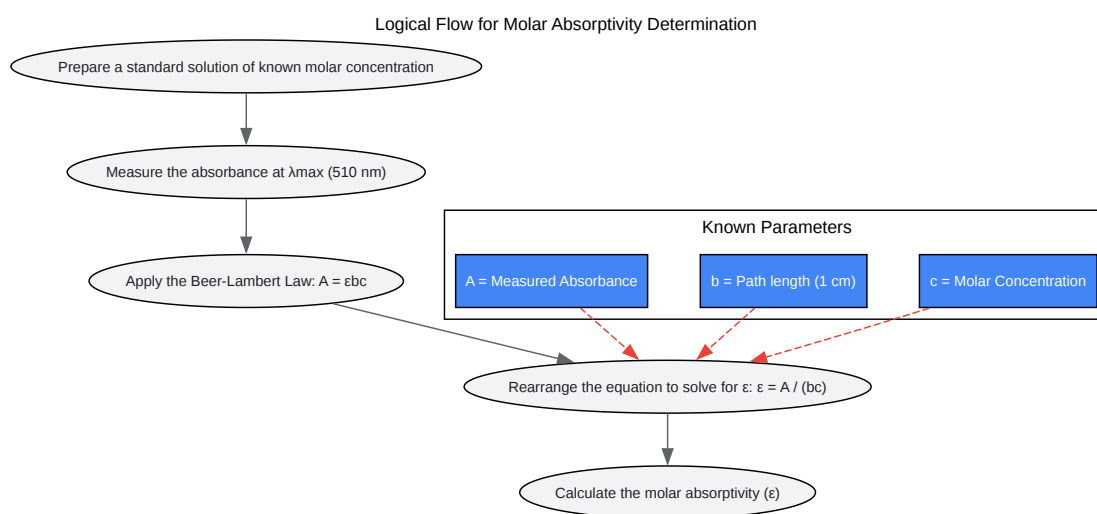 Logical Flow for Molar Absorptivity Determination
Prepare a standard solution of known molar concentration
Measure the absorbance at λmax (510 nm)
Apply the Beer-Lambert Law: A = εbc
Known Parameters
A = Measured Absorbance
b = Path length (1 cm)
c = Molar Concentration
Rearrange the equation to solve for ε: ε = A / (bc)
Calculate the molar absorptivity (ε)